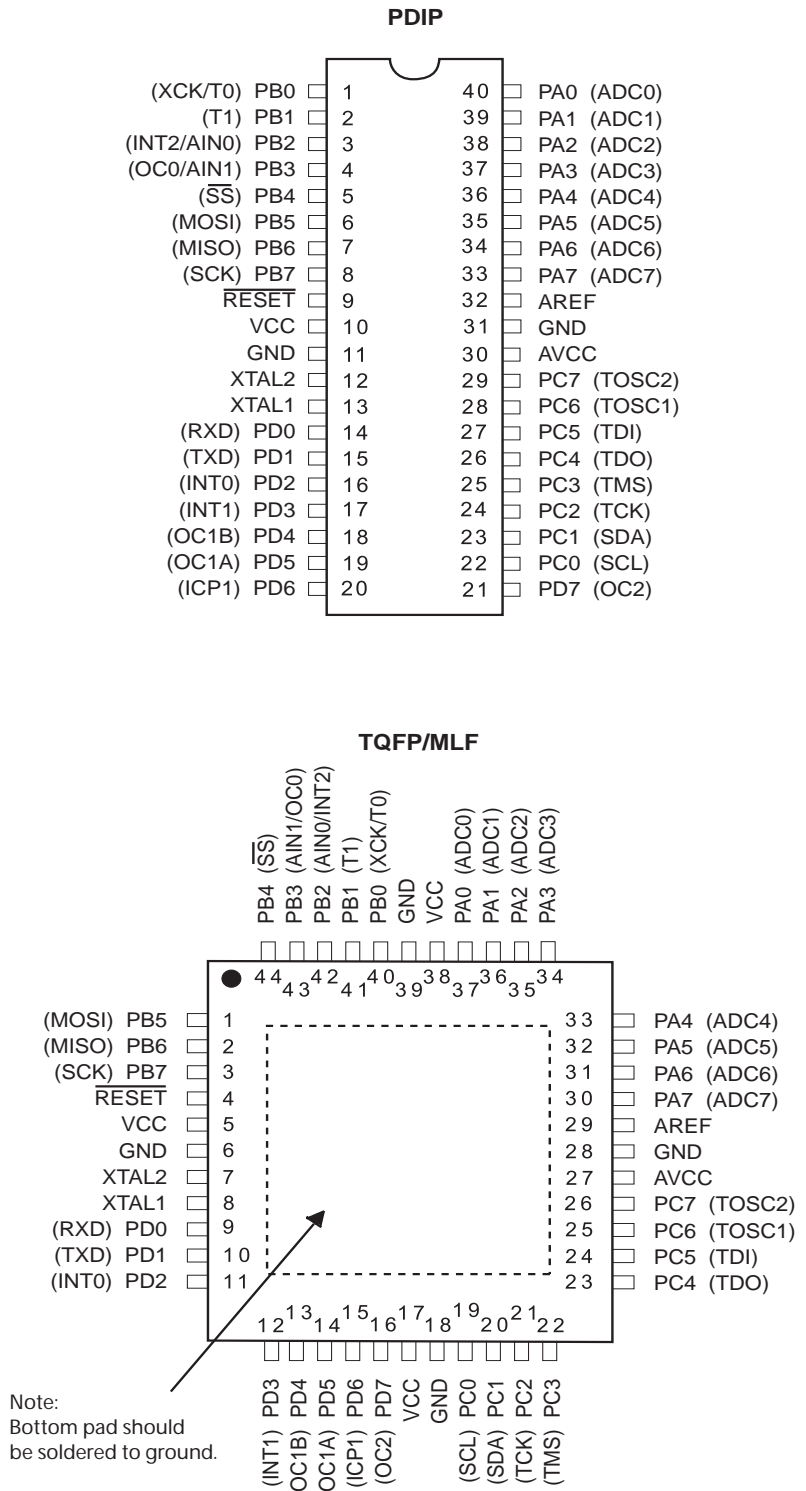 PDIP
(XCK/T0) PB0 1 40 PA0 (ADC0)
(T1) PB1 2 39 PA1 (ADC1)
(INT2/AIN0) PB2 3 38 PA2 (ADC2)
(OC0/AIN1) PB3 4 37 PA3 (ADC3)
(S̅S̅) PB4 5 36 PA4 (ADC4)
(MOSI) PB5 6 35 PA5 (ADC5)
(MISO) PB6 7 34 PA6 (ADC6)
(SCK) PB7 8 33 PA7 (ADC7)
R̅E̅S̅E̅T̅ 9 32 AREF
VCC 10 31 GND
GND 11 30 AVCC
XTAL2 12 29 PC7 (TOSC2)
XTAL1 13 28 PC6 (TOSC1)
(RXD) PD0 14 27 PC5 (TDI)
(TXD) PD1 15 26 PC4 (TDO)
(INT0) PD2 16 25 PC3 (TMS)
(INT1) PD3 17 24 PC2 (TCK)
(OC1B) PD4 18 23 PC1 (SDA)
(OC1A) PD5 19 22 PC0 (SCL)
(ICP1) PD6 20 21 PD7 (OC2)
TQFP/MLF
PB4 (S̅S̅)
PB3 (AIN1/OC0)
PB2 (AIN0/INT2)
PB1 (T1)
PB0 (XCK/T0)
GND
VCC
PA0 (ADC0)
PA1 (ADC1)
PA2 (ADC2)
PA3 (ADC3)
44 43 42 41 40 39 38 37 36 35 34
(MOSI) PB5 1 33 PA4 (ADC4)
(MISO) PB6 2 32 PA5 (ADC5)
(SCK) PB7 3 31 PA6 (ADC6)
R̅E̅S̅E̅T̅ 4 30 PA7 (ADC7)
VCC 5 29 AREF
GND 6 28 GND
XTAL2 7 27 AVCC
XTAL1 8 26 PC7 (TOSC2)
(RXD) PD0 9 25 PC6 (TOSC1)
(TXD) PD1 10 24 PC5 (TDI)
(INT0) PD2 11 23 PC4 (TDO)
12 13 14 15 16 17 18 19 20 21 22
(INT1) PD3
OC1B) PD4
OC1A) PD5
(ICP1) PD6
(OC2) PD7
VCC
GND
(SCL) PC0
(SDA) PC1
(TCK) PC2
(TMS) PC3
Note:
Bottom pad should
be soldered to ground.